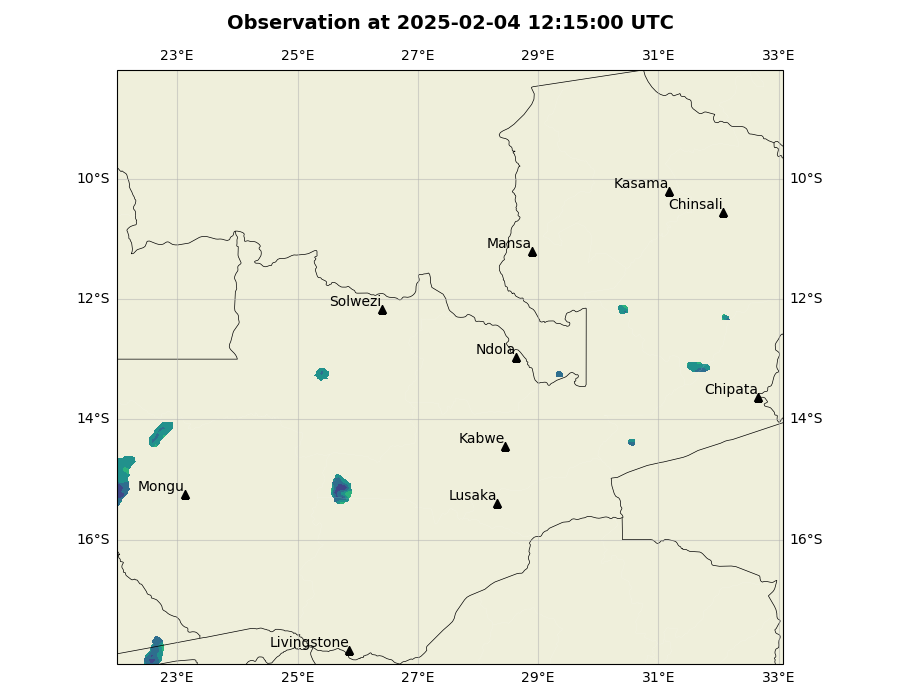 Observation at 2025-02-04 12:15:00 UTC
23°E 25°E 27°E 29°E 31°E 33°E
10°S 10°S
Kasama
Chinsali
Mansa
12°S 12°S
Solwezi
Ndola
Chipata
14°S 14°S
Kabwe
Mongu
Lusaka
16°S 16°S
Livingstone
23°E 25°E 27°E 29°E 31°E 33°E